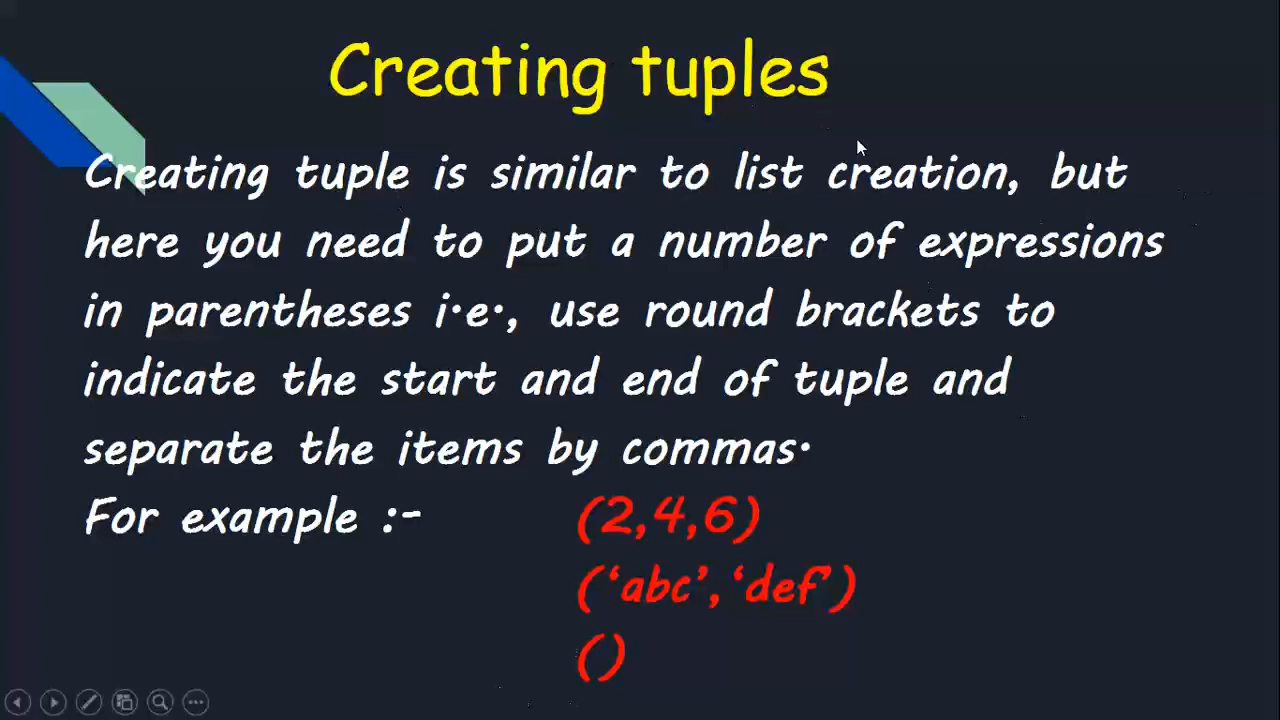 Creating tuples
Creating tuple is similar to list creation, but
here you need to put a number of expressions
in parentheses i.e., use round brackets to
indicate the start and end of tuple and
separate the items by commas.
For example :- (2,4,6)
(‘abc’,‘def’)
()